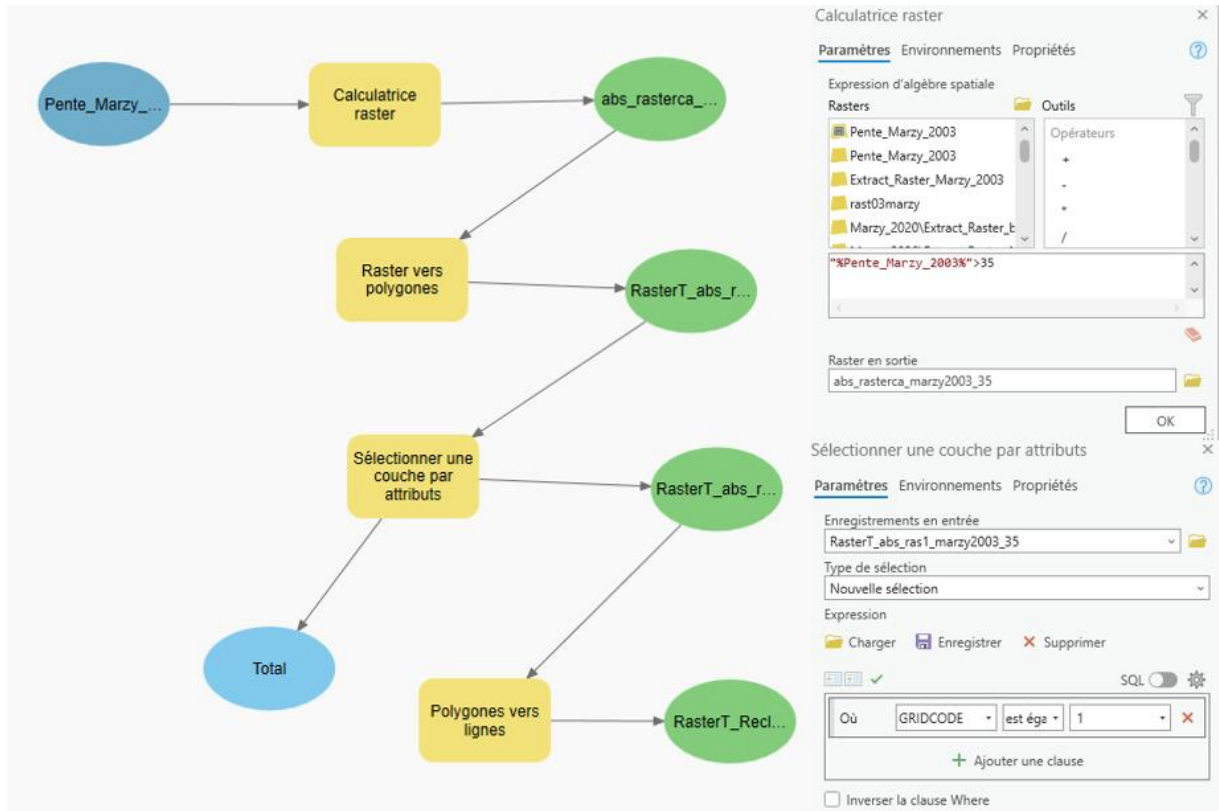 Pente_Marzy_...
Calculatrice
raster
abs_rasterca_...
Raster vers
polygones
RasterT_abs_r...
Sélectionner une
couche par
attributs
RasterT_abs_r...
Total
Polygones vers
lignes
RasterT_Recl...
Calculatrice raster
Paramètres Environnements Propriétés
Expression d'algèbre spatiale
Rasters Outils
Pente_Marzy_2003 Opérateurs
Pente_Marzy_2003 +
Extract_Raster_Marzy_2003 -
rast03marzy *
Marzy_2020\Extract_Raster_b /
"%Pente_Marzy_2003%">35
Raster en sortie
abs_rasterca_marzy2003_35
OK
Sélectionner une couche par attributs
Paramètres Environnements Propriétés
Enregistrements en entrée
RasterT_abs_ras1_marzy2003_35
Type de sélection
Nouvelle sélection
Expression
Charger Enregistrer Supprimer
SQL
Où GRIDCODE est éga 1
Ajouter une clause
Inverser la clause Where